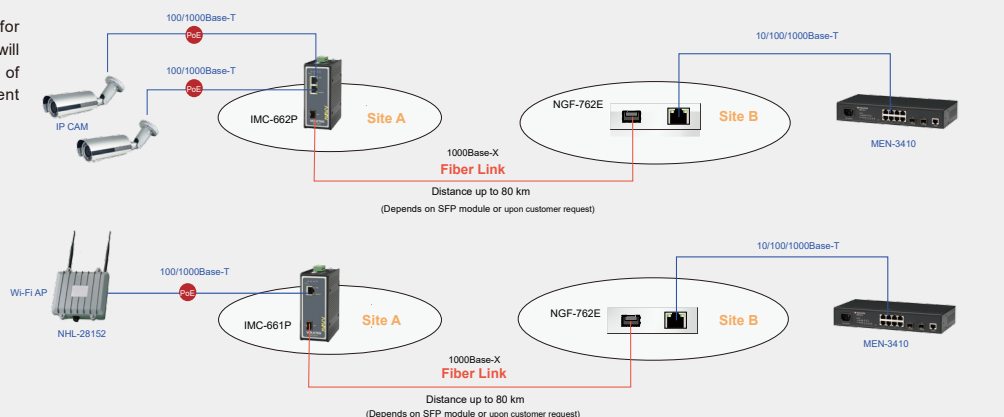 for
will
of
ent
100/1000Base-T
PoE
100/1000Base-T
PoE
IP CAM
IMC-662P
Site A
10/100/1000Base-T
NGF-762E
Site B
MEN-3410
1000Base-X
Fiber Link
Distance up to 80 km
(Depends on SFP module or upon customer request)
10/100/1000Base-T
100/1000Base-T
Wi-Fi AP
PoE
NHL-28152
IMC-661P
Site A
NGF-762E
Site B
MEN-3410
1000Base-X
Fiber Link
Distance up to 80 km
(Depends on SFP module or upon customer request)